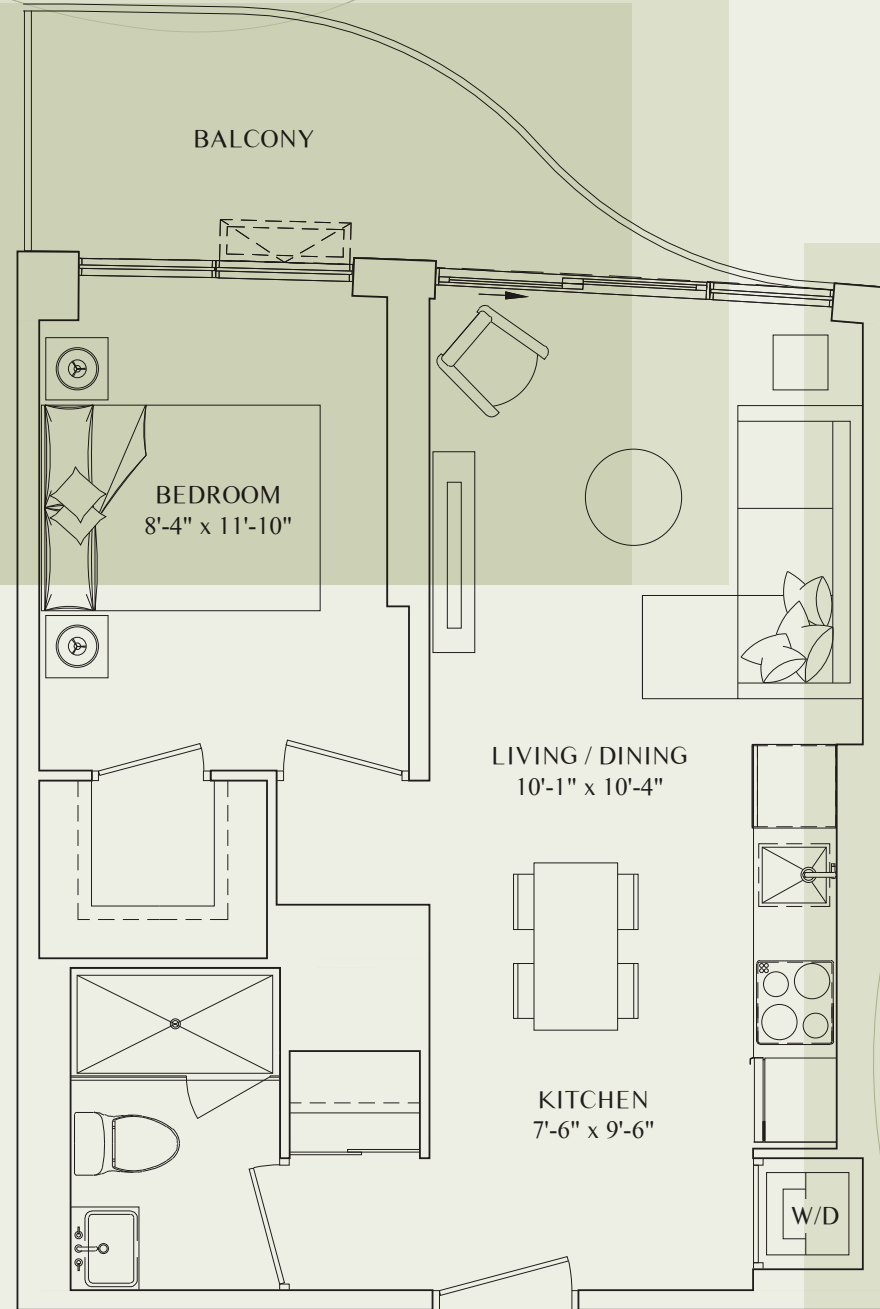 BALCONY
BEDROOM
8'-4" x 11'-10"
LIVING / DINING
10'-1" x 10'-4"
KITCHEN
7'-6" x 9'-6"
W/D